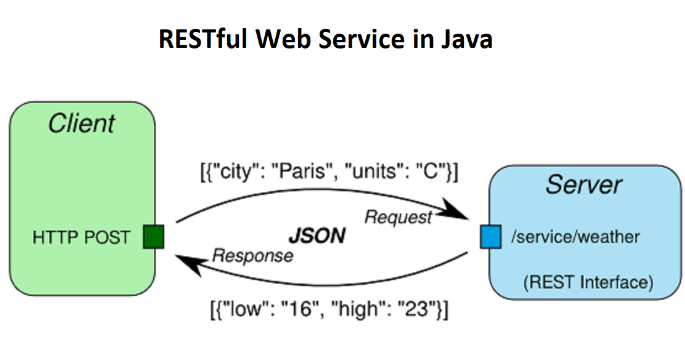 RESTful Web Service in Java
Client
HTTP POST
[{"city": "Paris", "units": "C"}]
Request
JSON
Response
[{"low": "16", "high": "23"}]
Server
/service/weather
(REST Interface)